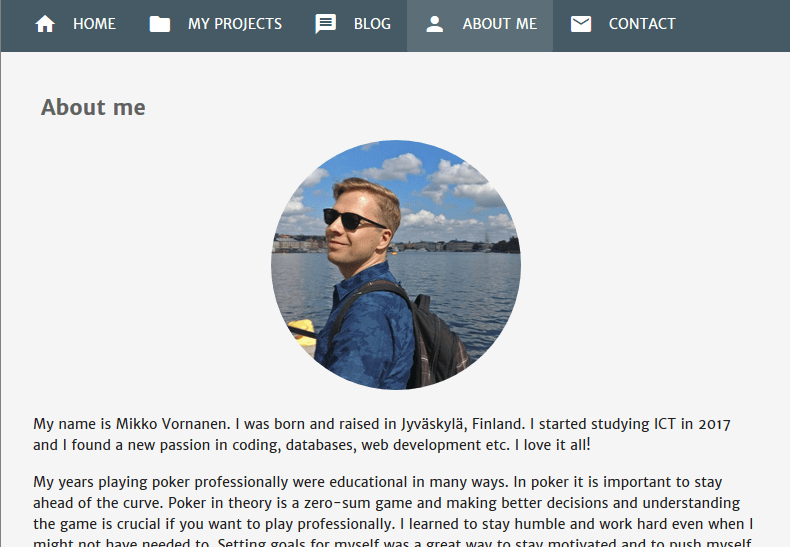 HOME MY PROJECTS BLOG ABOUT ME CONTACT
About me
My name is Mikko Vornanen. I was born and raised in Jyväskylä, Finland. I started studying ICT in 2017
and I found a new passion in coding, databases, web development etc. I love it all!
My years playing poker professionally were educational in many ways. In poker it is important to stay
ahead of the curve. Poker in theory is a zero-sum game and making better decisions and understanding
the game is crucial if you want to play professionally. I learned to stay humble and work hard even when I
might not have needed to. Setting goals for myself was a great way to stay motivated and to push myself